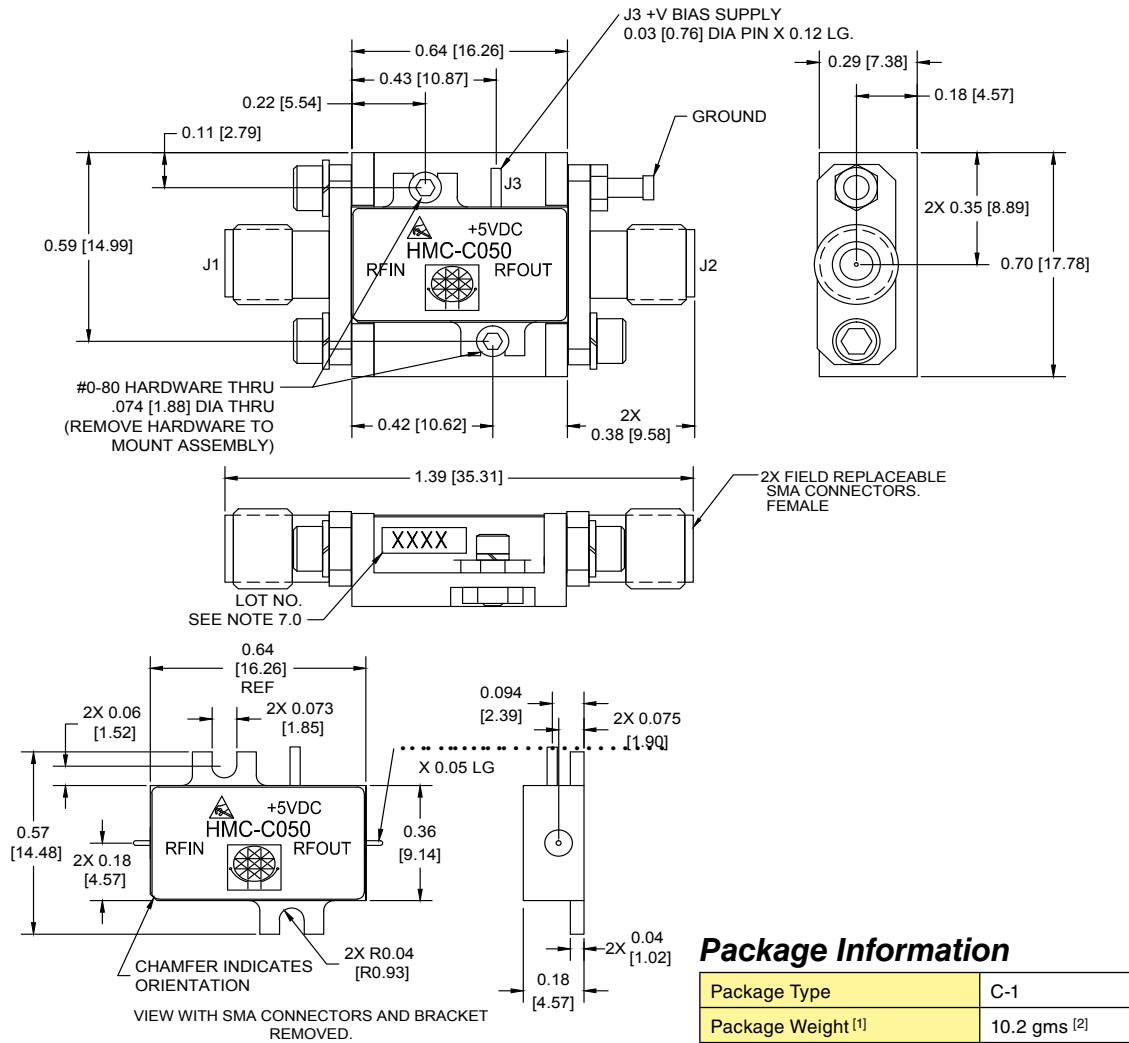 J3 +V BIAS SUPPLY
0.03 [0.76] DIA PIN X 0.12 LG.
0.64 [16.26]
0.43 [10.87]
0.22 [5.54]
0.11 [2.79]
0.29 [7.38]
0.18 [4.57]
GROUND
J3
+5VDC
HMC-C050
RFIN
RFOUT
J1
J2
0.59 [14.99]
2X 0.35 [8.89]
0.70 [17.78]
#0-80 HARDWARE THRU
.074 [1.88] DIA THRU
(REMOVE HARDWARE TO
MOUNT ASSEMBLY)
0.42 [10.62]
2X
0.38 [9.58]
1.39 [35.31]
2X FIELD REPLACEABLE
SMA CONNECTORS.
FEMALE
XXXX
LOT NO.
SEE NOTE 7.0
0.64
[16.26]
REF
2X 0.06
[1.52]
2X 0.073
[1.85]
0.094
[2.39]
2X 0.075
[1.90]
X 0.05 LG
+5VDC
HMC-C050
RFIN
RFOUT
0.57
[14.48]
2X 0.18
[4.57]
0.36
[9.14]
2X R0.04
[R0.93]
CHAMFER INDICATES
ORIENTATION
2X 0.04
[1.02]
0.18
[4.57]
VIEW WITH SMA CONNECTORS AND BRACKET
REMOVED.
Package Information
Package Type C-1
Package Weight [1] 10.2 gms [2]